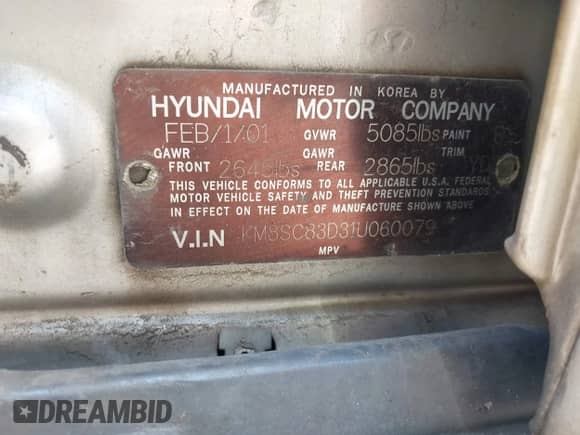 MANUFACTURED IN KOREA BY
HYUNDAI MOTOR COMPANY
FEB/1/01 GVWR 5085lbs PAINT
GAWR GAWR TRIM
FRONT 2645lbs REAR 2865lbs YD
THIS VEHICLE CONFORMS TO ALL APPLICABLE U.S.A. FEDERAL
MOTOR VEHICLE SAFETY AND THEFT PREVENTION STANDARDS
IN EFFECT ON THE DATE OF MANUFACTURE SHOWN ABOVE
V.I.N KM8SC83D31U060079
MPV
DREAMBID